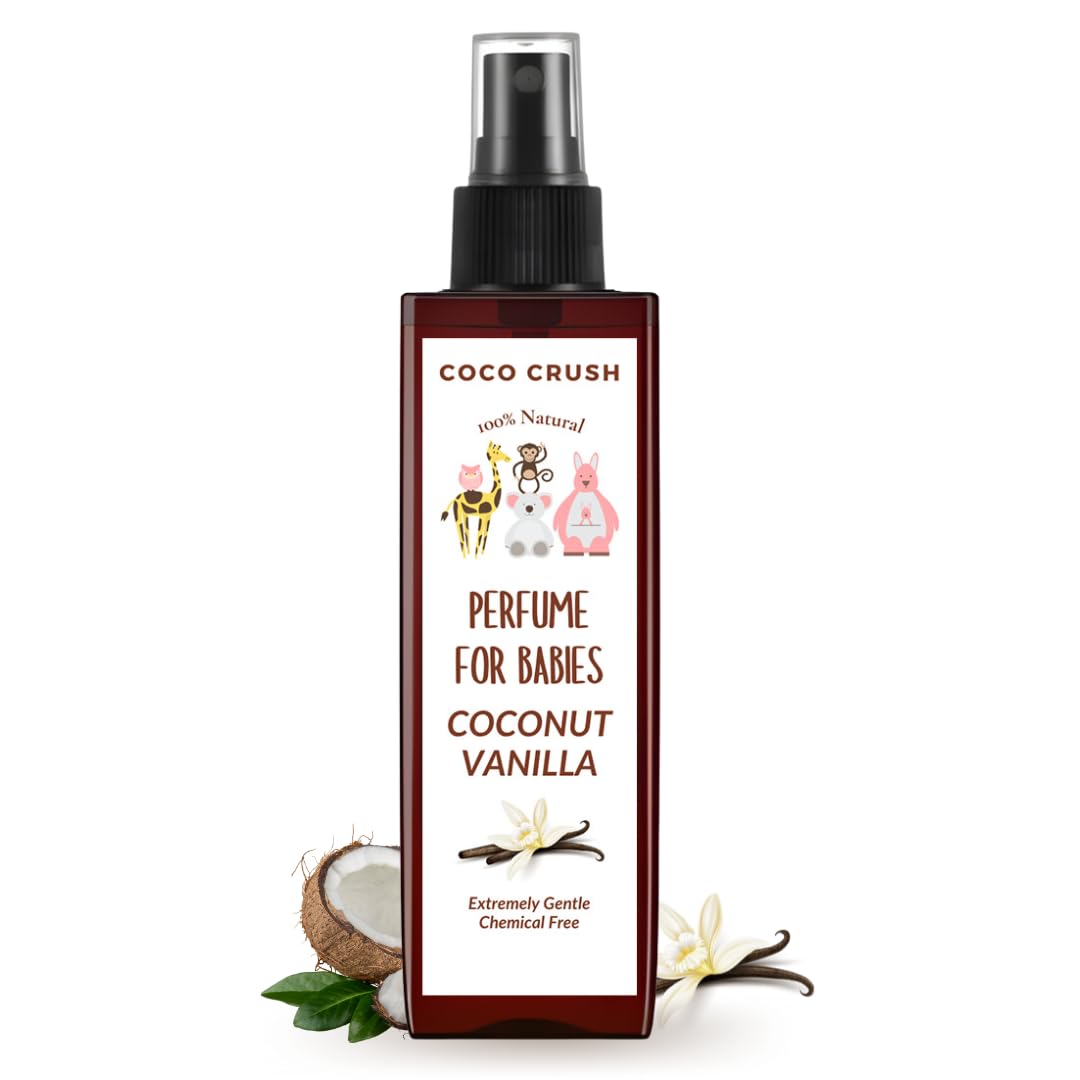 COCO CRUSH
100% Natural
PERFUME
FOR BABIES
COCONUT
VANILLA
Extremely Gentle
Chemical Free